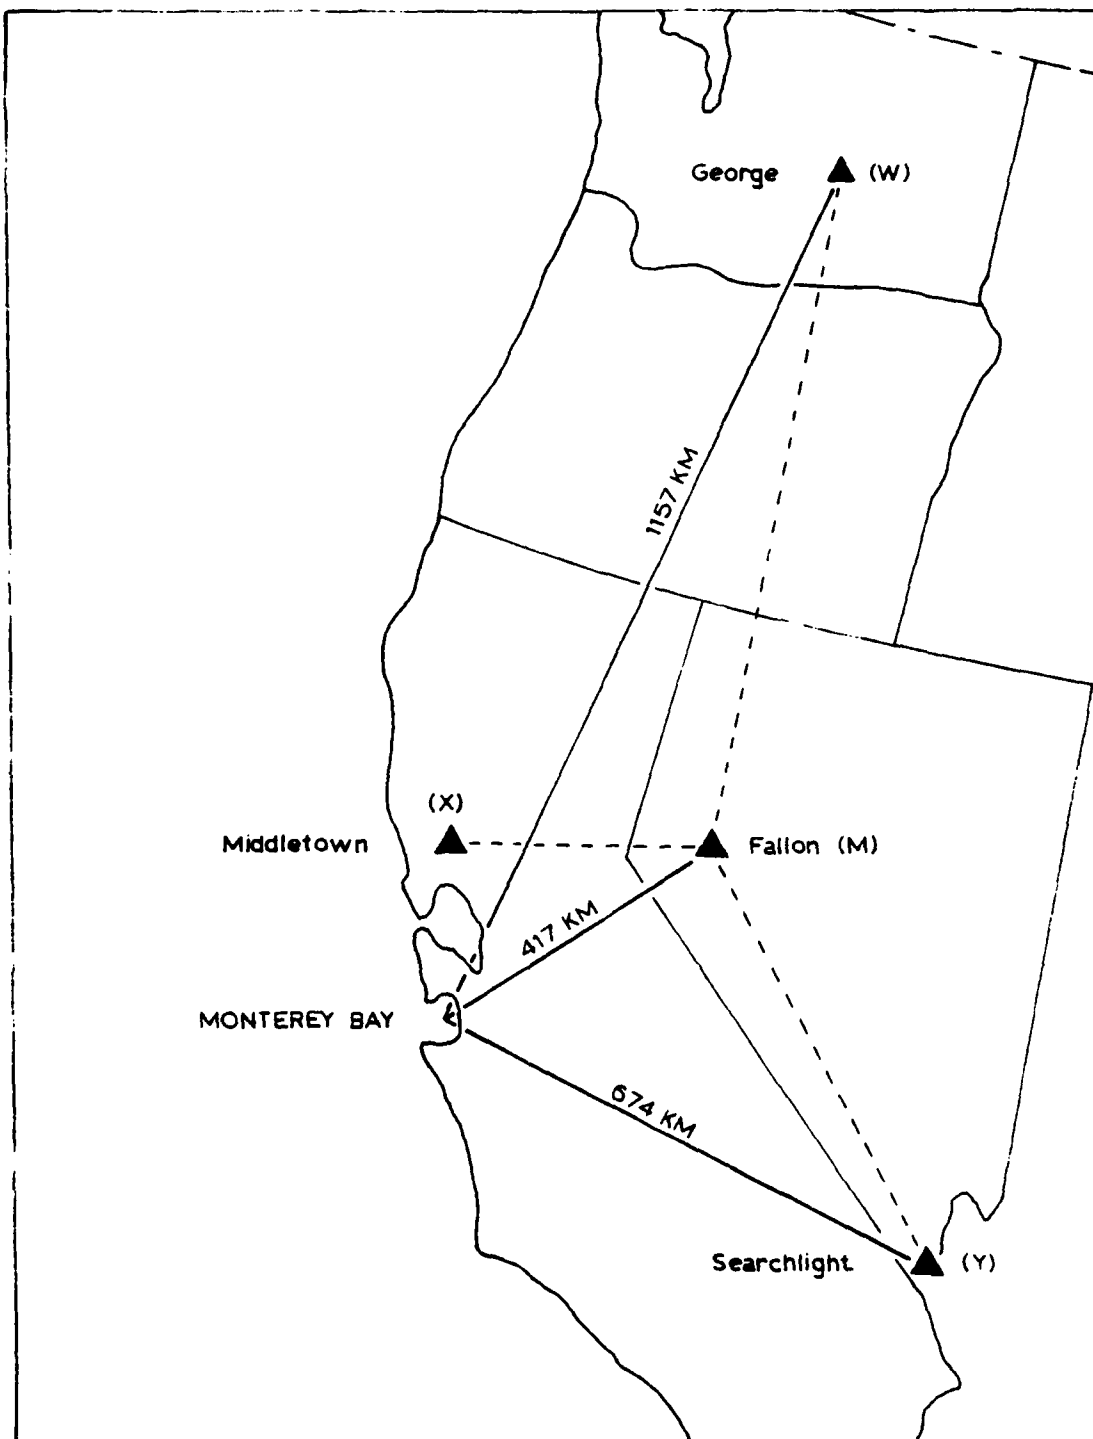 George (W)
1157 KM
(X)
Middletown
Fallon (M)
417 KM
MONTEREY BAY
674 KM
Searchlight (Y)